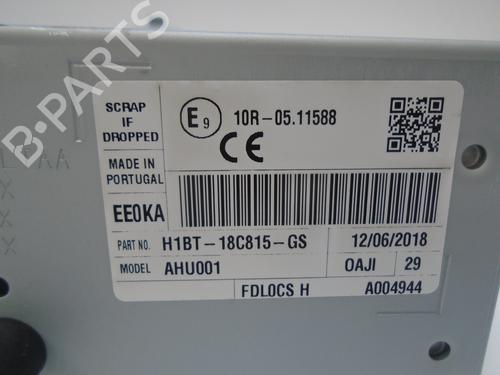 B-PARTS
SCRAP
IF
DROPPED
E9
10R-05.11588
CE
MADE IN
PORTUGAL
EE0KA
PART NO. H1BT-18C815-GS 12/06/2018
MODEL AHU001 OAJI 29
FDLOCS H A004944